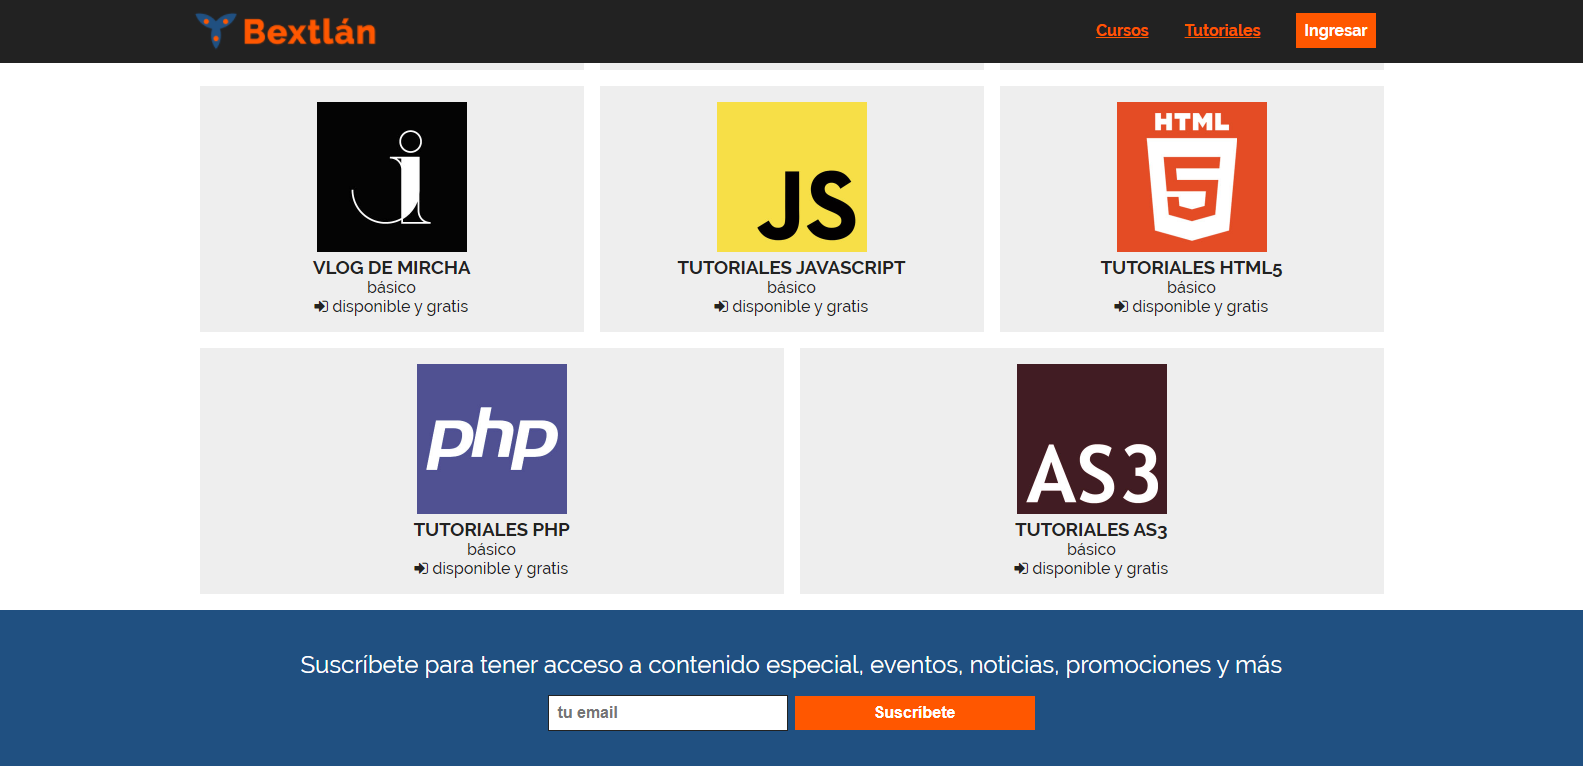 Bextlán
Cursos
Tutoriales
Ingresar
VLOG DE MIRCHA
básico
disponible y gratis
JS
TUTORIALES JAVASCRIPT
básico
disponible y gratis
HTML
5
TUTORIALES HTML5
básico
disponible y gratis
php
TUTORIALES PHP
básico
disponible y gratis
AS3
TUTORIALES AS3
básico
disponible y gratis
Suscríbete para tener acceso a contenido especial, eventos, noticias, promociones y más
tu email
Suscríbete